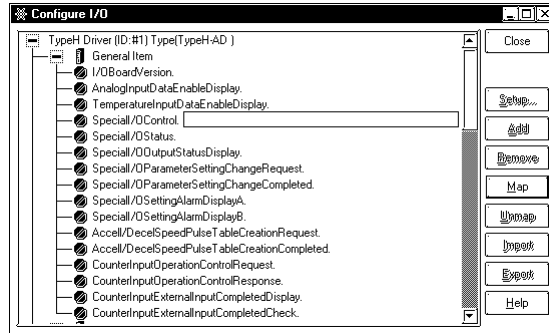 Configure I/O
TypeH Driver (ID:#1) Type(TypeH-AD )
General Item
I/OBoardVersion.
AnalogInputDataEnableDisplay.
TemperatureInputDataEnableDisplay.
SpecialI/OControl.
SpecialI/OStatus.
SpecialI/OOutputStatusDisplay.
SpecialI/OParameterSettingChangeRequest.
SpecialI/OParameterSettingChangeCompleted.
SpecialI/OSettingAlarmDisplayA.
SpecialI/OSettingAlarmDisplayB.
Accell/DecelSpeedPulseTableCreationRequest.
Accell/DecelSpeedPulseTableCreationCompleted.
CounterInputOperationControlRequest.
CounterInputOperationControlResponse.
CounterInputExternalInputCompletedDisplay.
CounterInputExternalInputCompletedCheck.
Close
Setup...
Add
Remove
Map
Unmap
Import
Export
Help